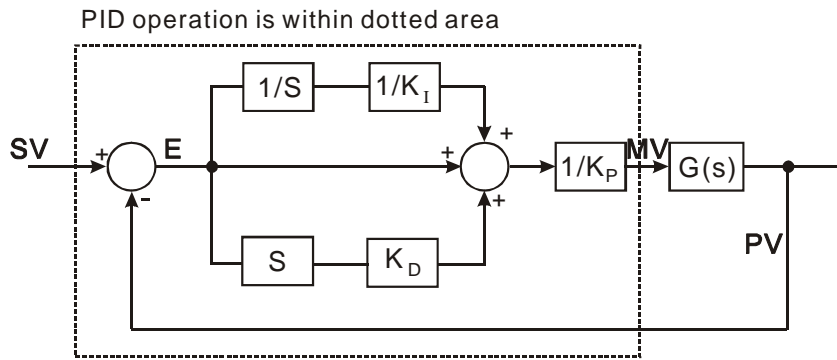 PID operation is within dotted area
1/S
1/K_I
+
SV
+
E
+
1/K_P
MV
G(s)
-
+
S
K_D
PV